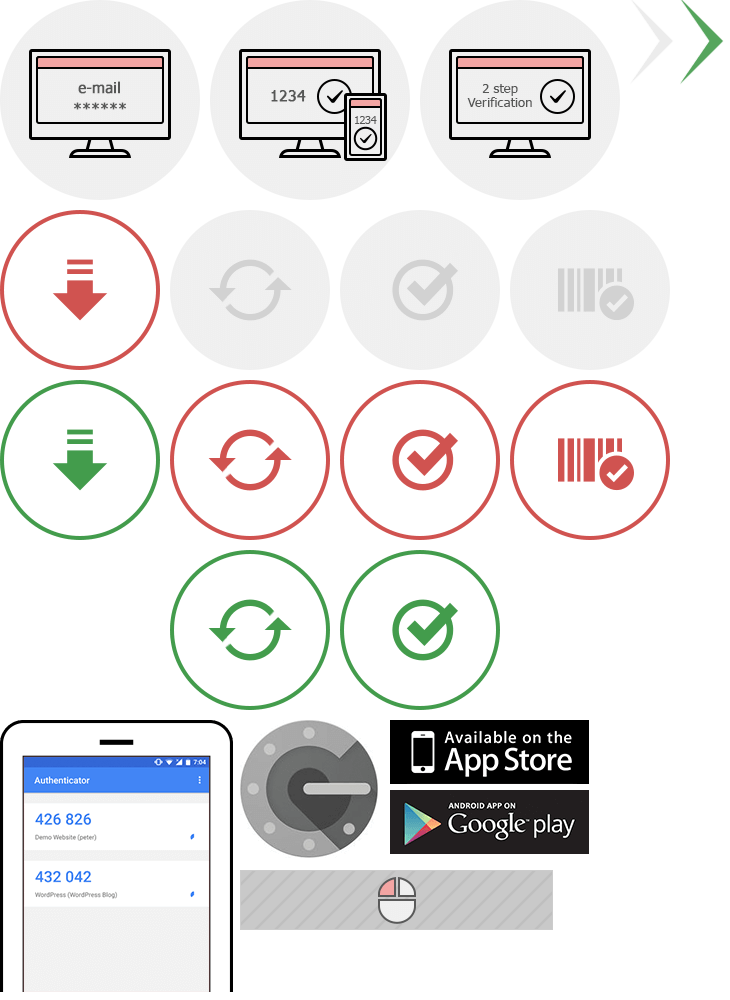 e-mail
******
1234
1234
2 step
Verification
7:04
Authenticator
426 826
Demo Website (peter)
432 042
WordPress (WordPress Blog)
Available on the
App Store
ANDROID APP ON
Google™ play